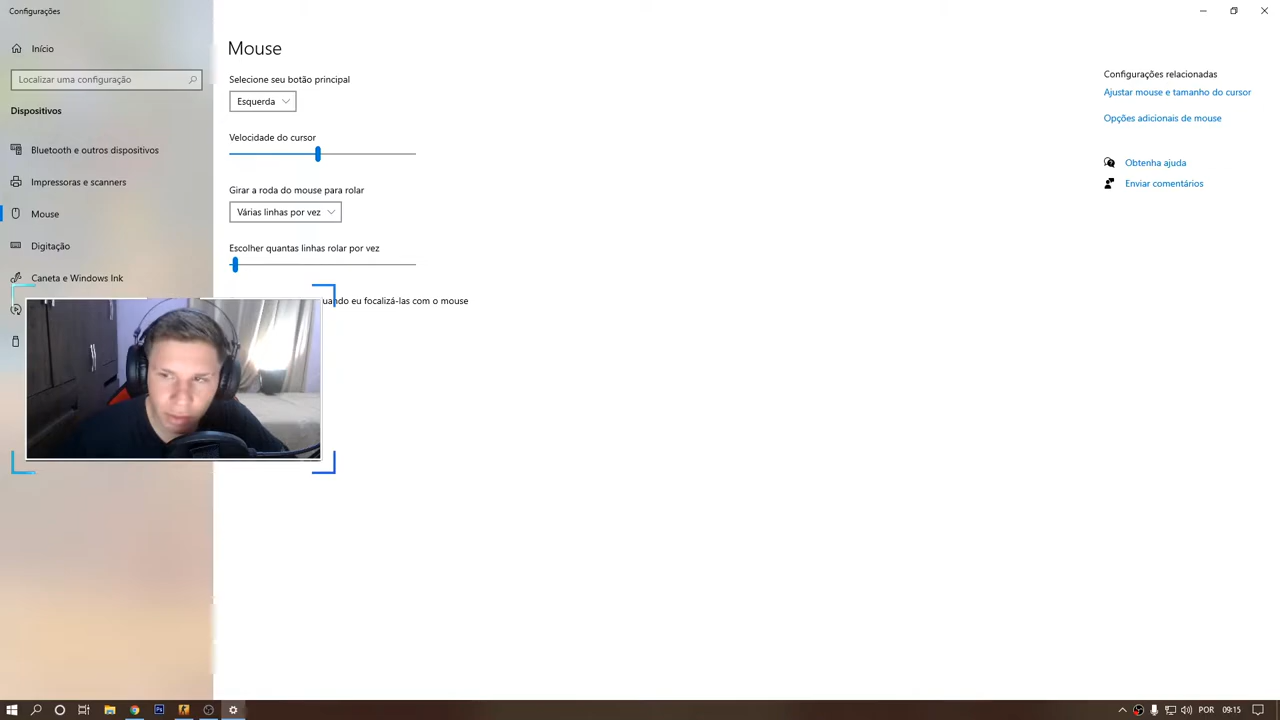 Configurações
Início
Localizar uma configuração
Dispositivos
Bluetooth e outros dispositivos
Impressoras e scanners
Mouse
Digitação
Caneta e Windows Ink
Mouse
Selecione seu botão principal
Esquerda
Velocidade do cursor
Girar a roda do mouse para rolar
Várias linhas por vez
Escolher quantas linhas rolar por vez
eu focalizá-las com o mouse
Configurações relacionadas
Ajustar mouse e tamanho do cursor
Opções adicionais de mouse
Obtenha ajuda
Enviar comentários
Ps
POR
09:15